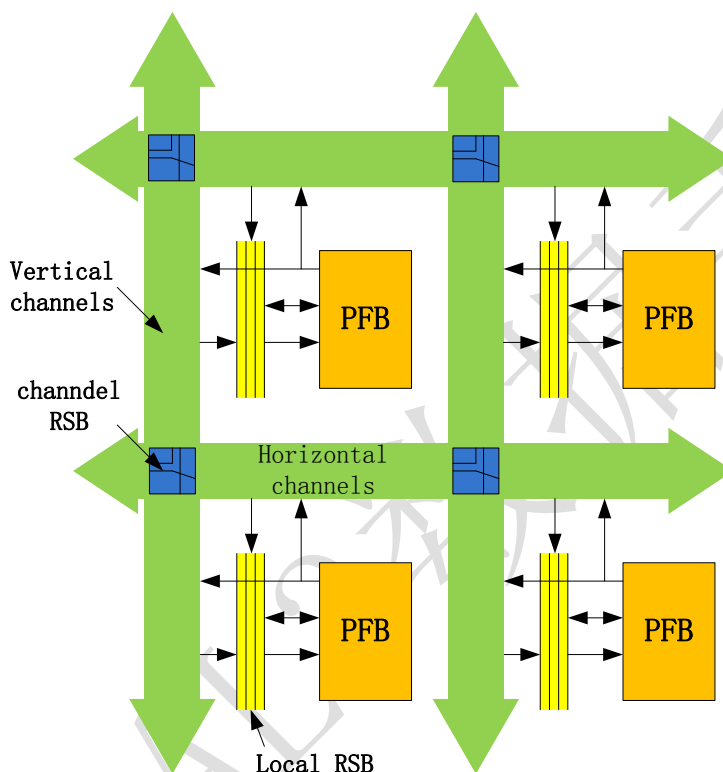 Vertical
channels
PFB
PFB
channdel
RSB
Horizontal
channels
PFB
PFB
Local RSB